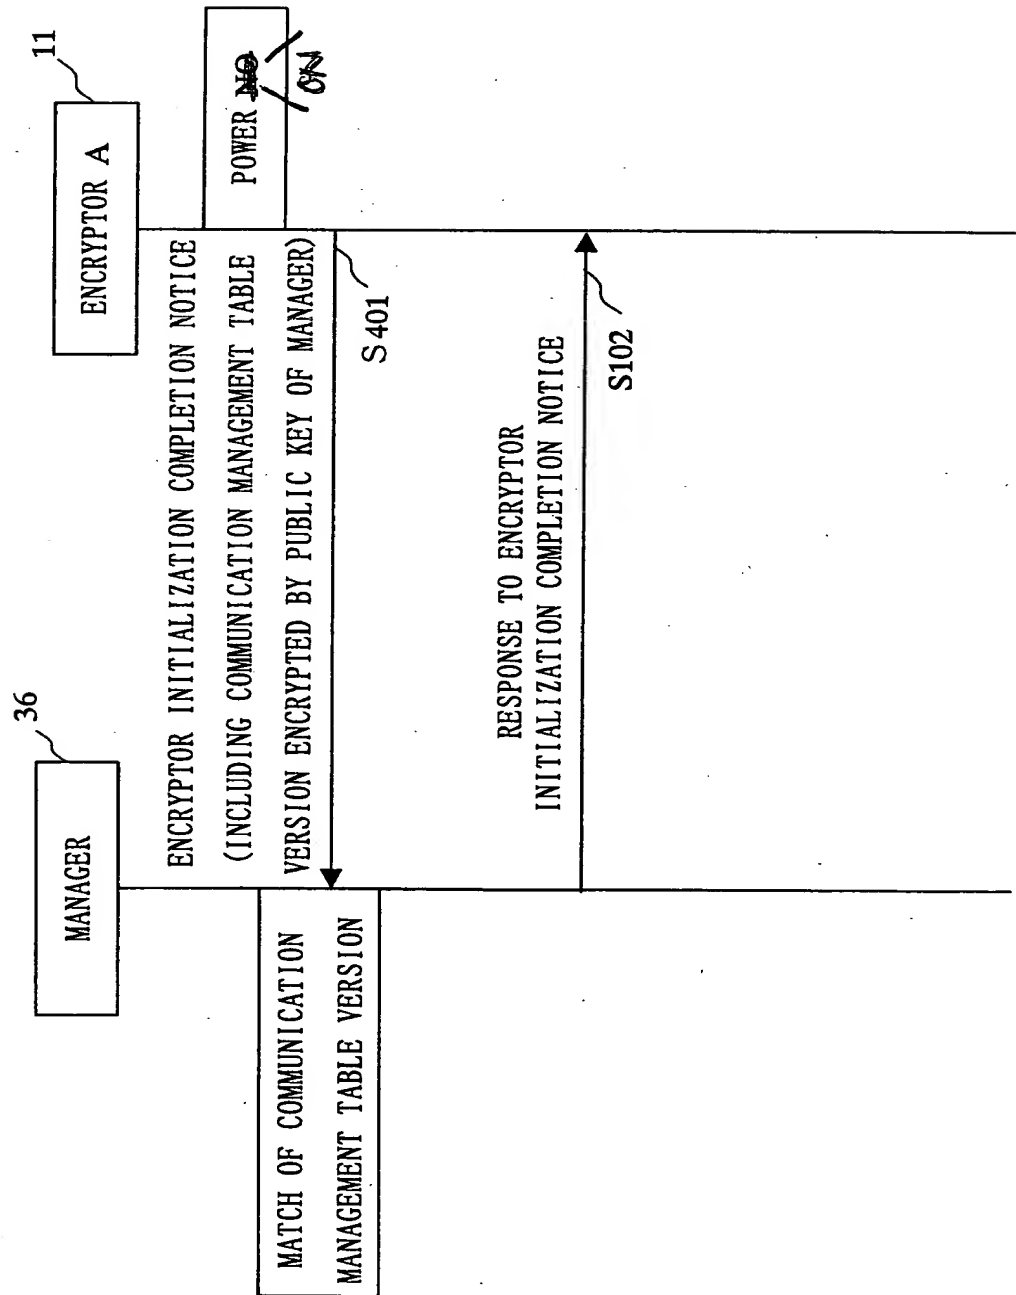 36
MANAGER
11
ENCRYPTOR A
POWER NO
ON
ENCRYPTOR INITIALIZATION COMPLETION NOTICE
(INCLUDING COMMUNICATION MANAGEMENT TABLE
VERSION ENCRYPTED BY PUBLIC KEY OF MANAGER)
S401
MATCH OF COMMUNICATION
MANAGEMENT TABLE VERSION
RESPONSE TO ENCRYPTOR
INITIALIZATION COMPLETION NOTICE
S102